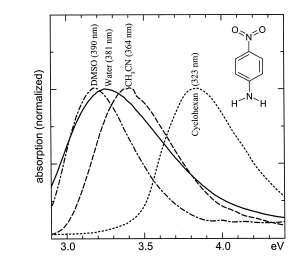 DMSO (390 nm)
Water (381 nm)
CH3CN (364 nm)
Cyclohexan (323 nm)
O
N
O
N
H
H
absorption (normalized)
3.0 3.5 4.0 eV